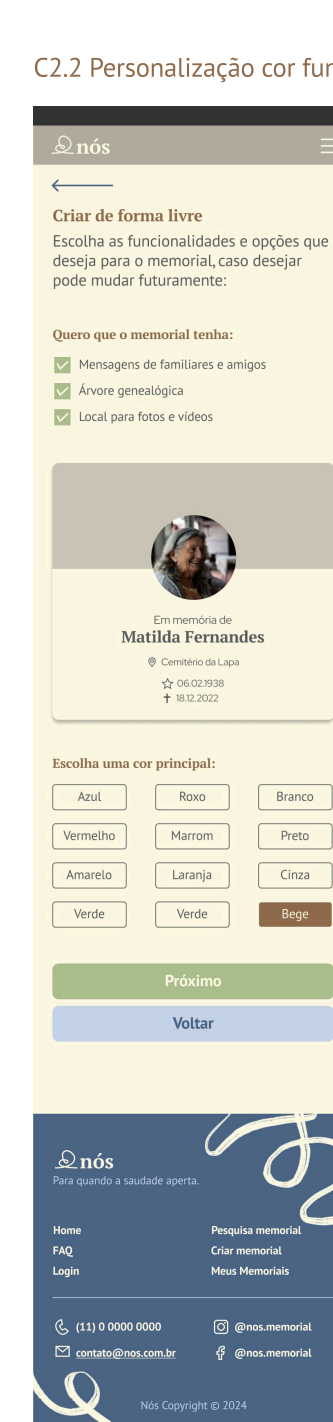 C2.2 Personalização cor fun
nós
Criar de forma livre
Escolha as funcionalidades e opções que
deseja para o memorial, caso desejar
pode mudar futuramente:
Quero que o memorial tenha:
Mensagens de familiares e amigos
Árvore genealógica
Local para fotos e vídeos
Em memória de
Matilda Fernandes
Cemitério da Lapa
06.02.1938
18.12.2022
Escolha uma cor principal:
Azul Roxo Branco
Vermelho Marrom Preto
Amarelo Laranja Cinza
Verde Verde Bege
Próximo
Voltar
nós
Para quando a saudade aperta.
Home Pesquisa memorial
FAQ Criar memorial
Login Meus Memoriais
(11) 0 0000 0000 @nos.memorial
contato@nos.com.br @nos.memorial
Nós Copyright © 2024